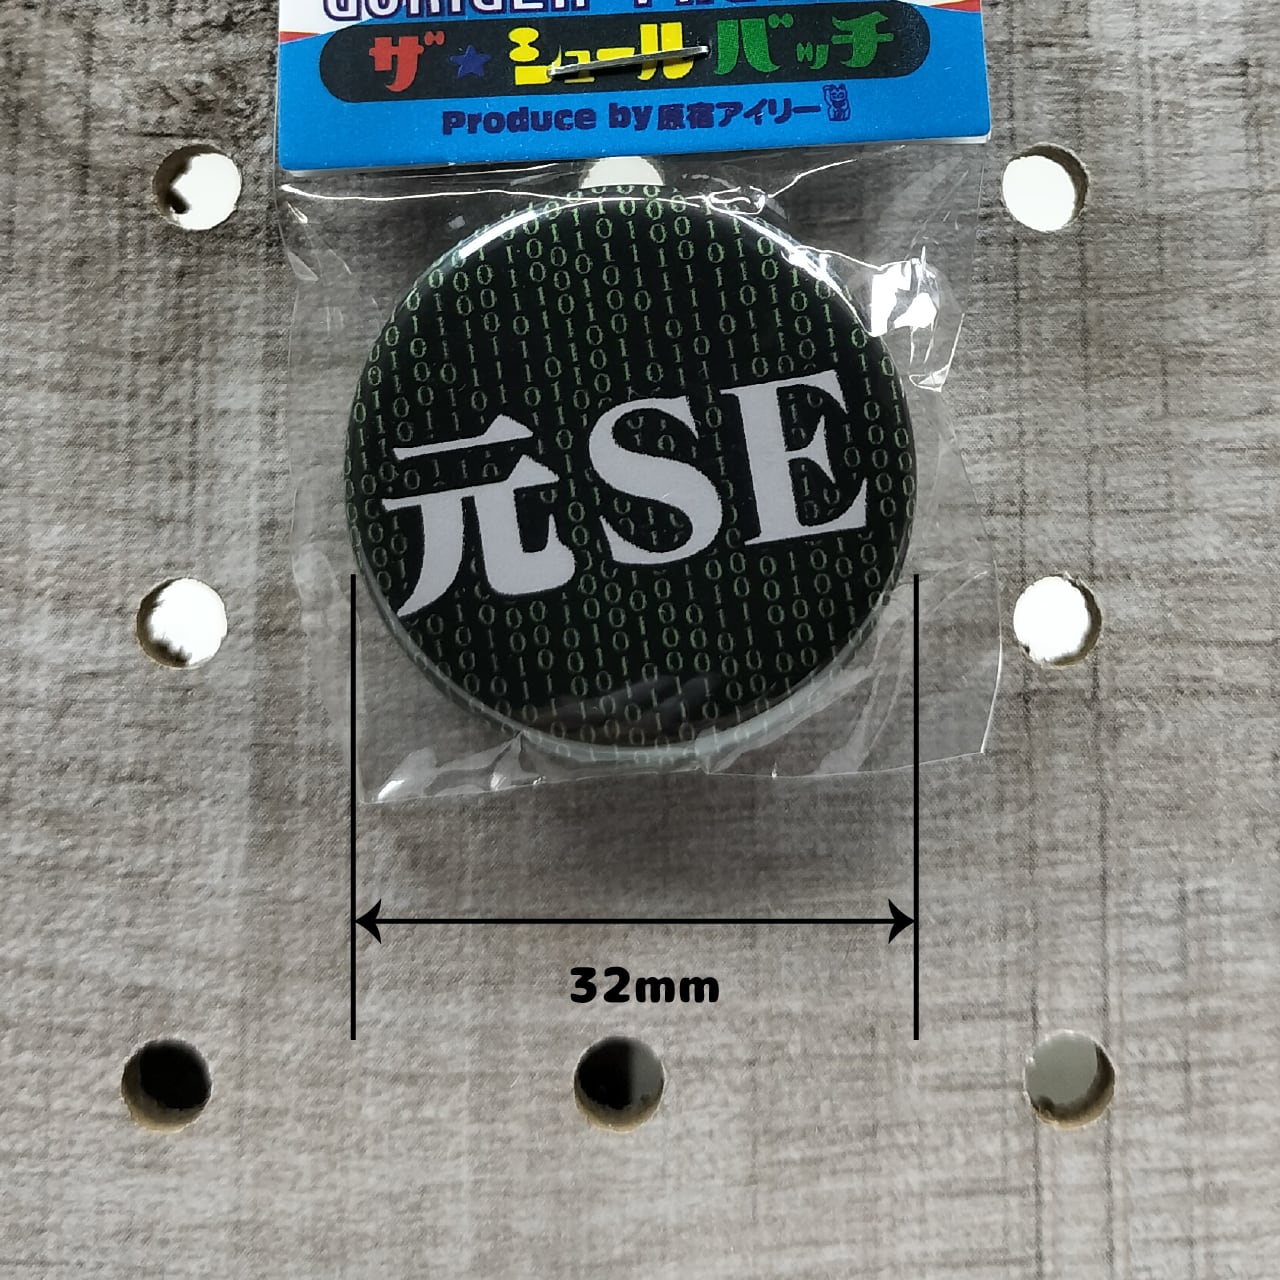 ザ★シュールバッチ
Produce by 原宿アイリー
元SE
32mm